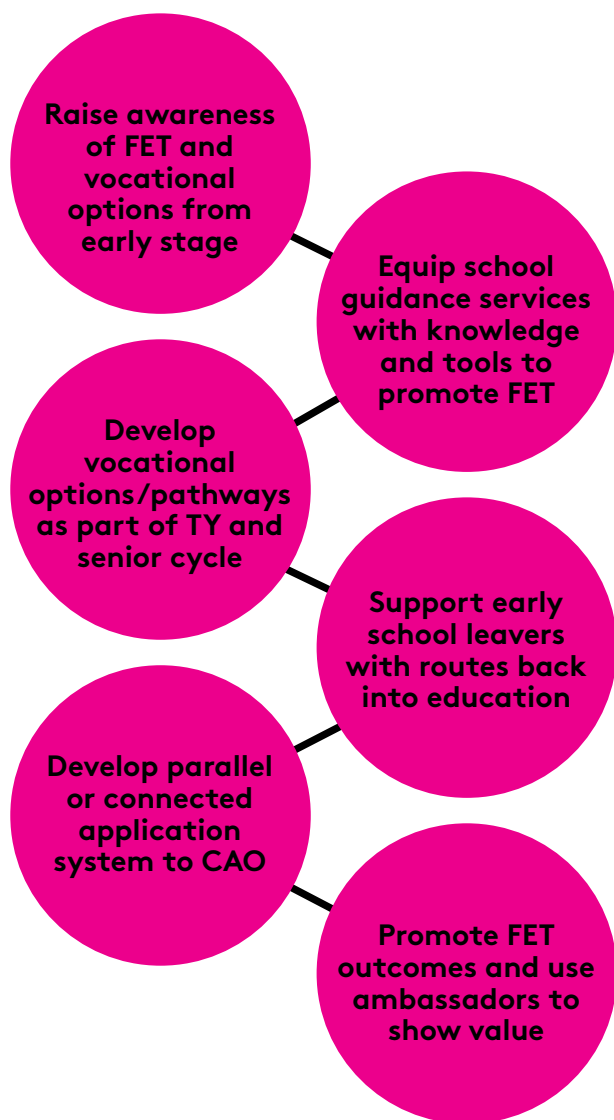 Raise awareness
of FET and
vocational
options from
early stage
Equip school
guidance services
with knowledge
and tools to
promote FET
Develop
vocational
options/pathways
as part of TY and
senior cycle
Support early
school leavers
with routes back
into education
Develop parallel
or connected
application
system to CAO
Promote FET
outcomes and use
ambassadors to
show value